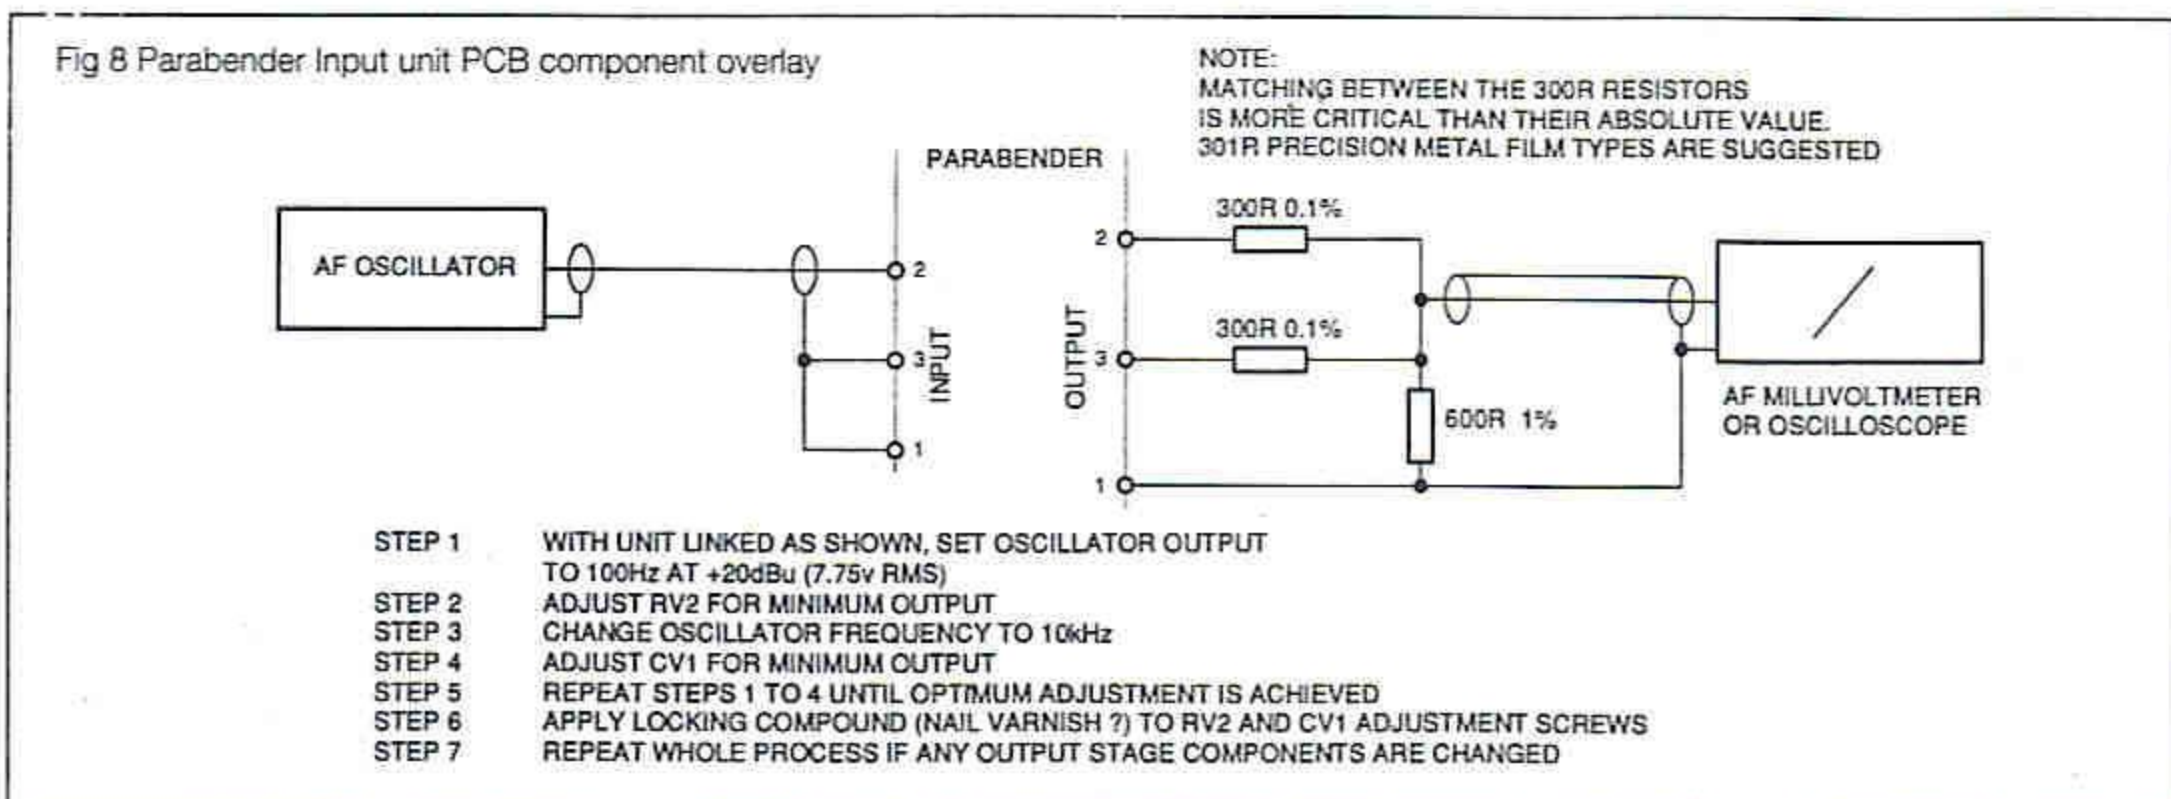 Fig 8 Parabender Input unit PCB component overlay
NOTE:
MATCHING BETWEEN THE 300R RESISTORS
IS MORE CRITICAL THAN THEIR ABSOLUTE VALUE.
301R PRECISION METAL FILM TYPES ARE SUGGESTED
PARABENDER
AF OSCILLATOR
2
3
1
INPUT
OUTPUT
2
3
1
300R 0.1%
300R 0.1%
600R 1%
AF MILLIVOLTMETER
OR OSCILLOSCOPE
STEP 1 WITH UNIT LINKED AS SHOWN, SET OSCILLATOR OUTPUT
TO 100Hz AT +20dBu (7.75v RMS)
STEP 2 ADJUST RV2 FOR MINIMUM OUTPUT
STEP 3 CHANGE OSCILLATOR FREQUENCY TO 10kHz
STEP 4 ADJUST CV1 FOR MINIMUM OUTPUT
STEP 5 REPEAT STEPS 1 TO 4 UNTIL OPTIMUM ADJUSTMENT IS ACHIEVED
STEP 6 APPLY LOCKING COMPOUND (NAIL VARNISH ?) TO RV2 AND CV1 ADJUSTMENT SCREWS
STEP 7 REPEAT WHOLE PROCESS IF ANY OUTPUT STAGE COMPONENTS ARE CHANGED